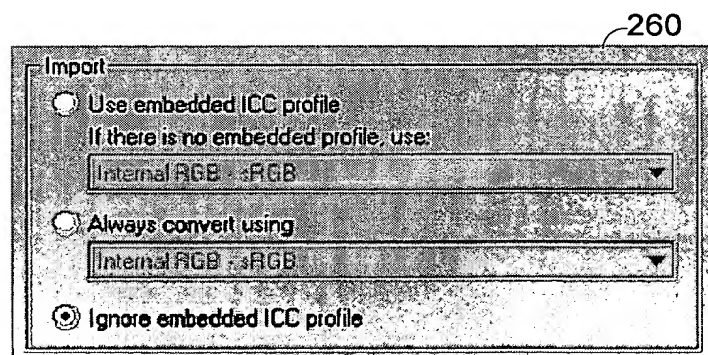 260
Import
Use embedded ICC profile
If there is no embedded profile, use:
Internal RGB - sRGB
Always convert using
Internal RGB - sRGB
Ignore embedded ICC profile